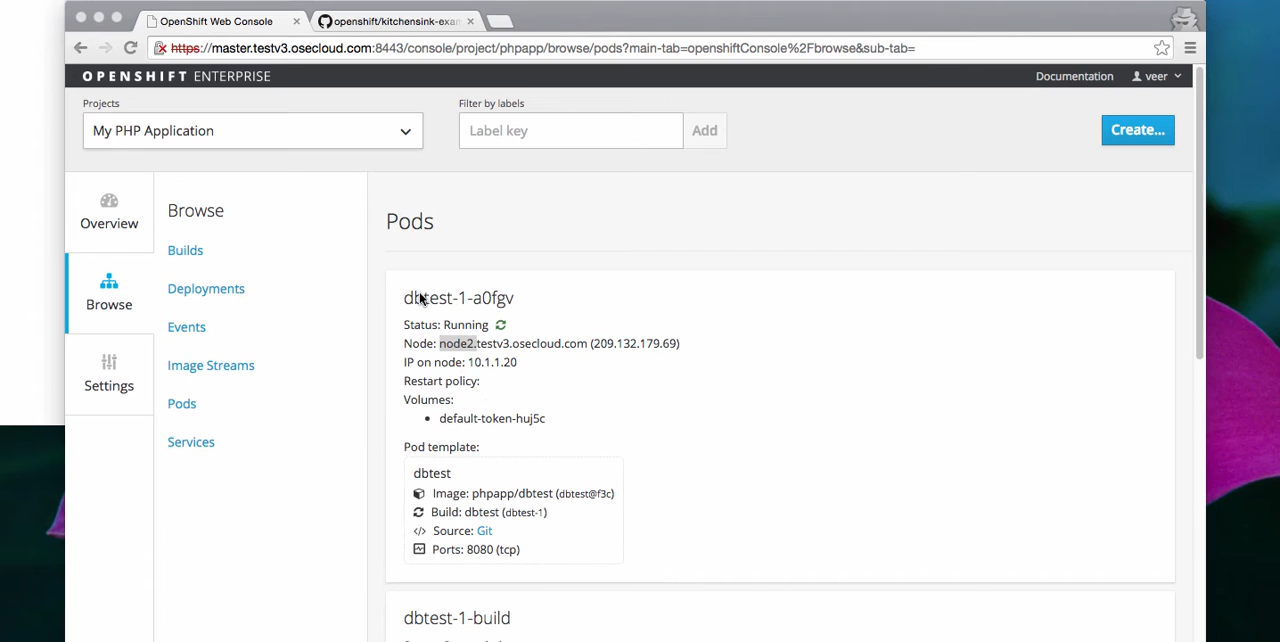 OpenShift Web Console
openshift/kitchensink-exam
https://master.testv3.osecloud.com:8443/console/project/phpapp/browse/pods?main-tab=openshiftConsole%2Fbrowse&sub-tab=
OPENSHIFT ENTERPRISE
Documentation
veer
Projects
Filter by labels
My PHP Application
Label key
Add
Create...
Overview
Browse
Settings
Browse
Builds
Deployments
Events
Image Streams
Pods
Services
Pods
dbtest-1-a0fgv
Status: Running
Node: node2.testv3.osecloud.com (209.132.179.69)
IP on node: 10.1.1.20
Restart policy:
Volumes:
• default-token-huj5c
Pod template:
dbtest
Image: phpapp/dbtest (dbtest@f3c)
Build: dbtest (dbtest-1)
Source: Git
Ports: 8080 (tcp)
dbtest-1-build